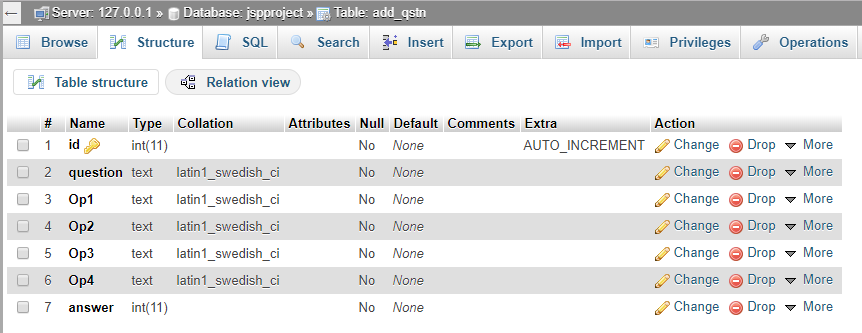 Server: 127.0.0.1 » Database: jspproject » Table: add_qstn
Browse Structure SQL Search Insert Export Import Privileges Operations
Table structure Relation view
# Name Type Collation Attributes Null Default Comments Extra Action
1 id int(11) No None AUTO_INCREMENT Change Drop More
2 question text latin1_swedish_ci No None Change Drop More
3 Op1 text latin1_swedish_ci No None Change Drop More
4 Op2 text latin1_swedish_ci No None Change Drop More
5 Op3 text latin1_swedish_ci No None Change Drop More
6 Op4 text latin1_swedish_ci No None Change Drop More
7 answer int(11) No None Change Drop More